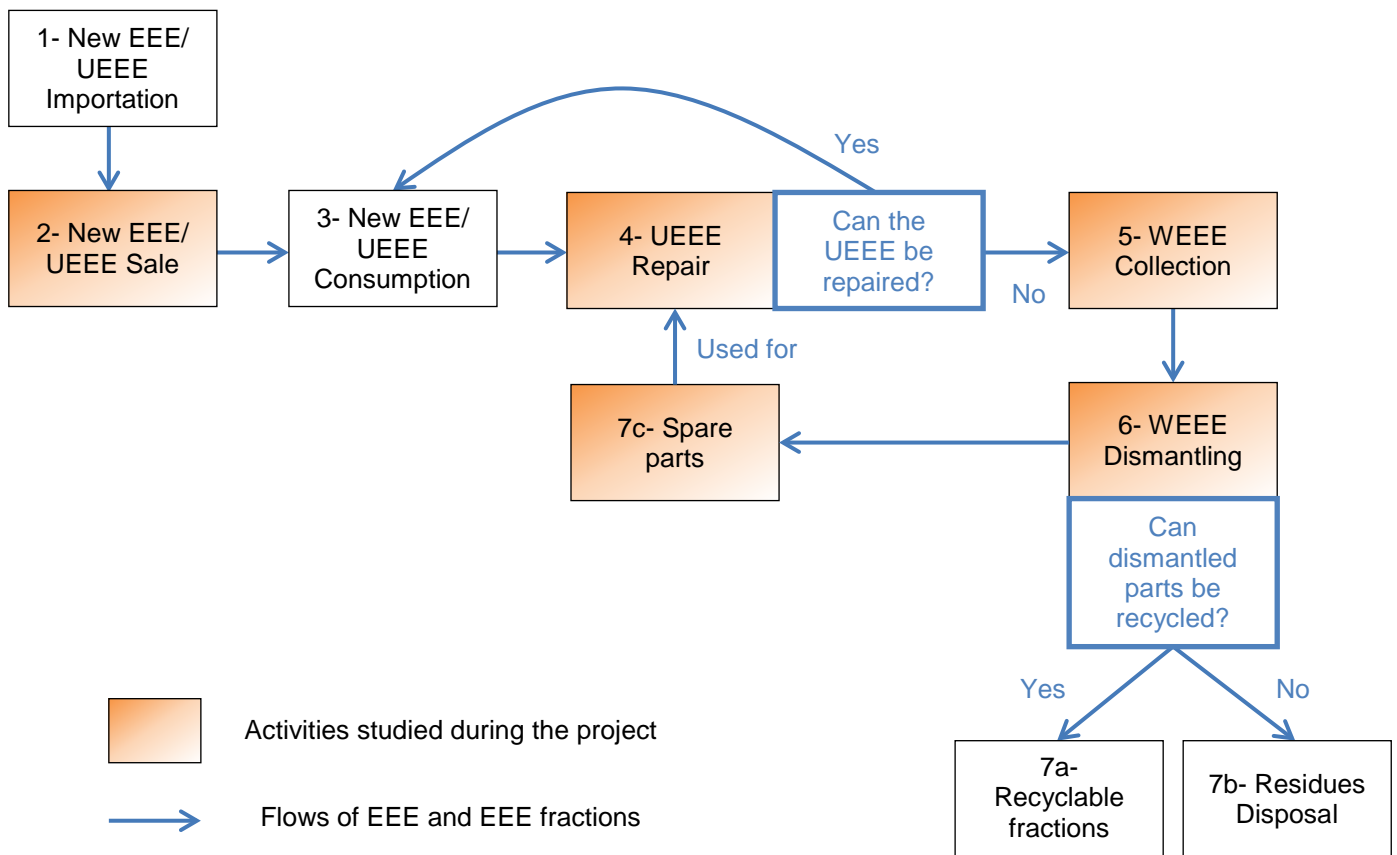 1- New EEE/
UEEE
Importation
2- New EEE/
UEEE Sale
3- New EEE/
UEEE
Consumption
4- UEEE
Repair
Yes
Can the
UEEE be
repaired?
No
5- WEEE
Collection
Used for
7c- Spare
parts
6- WEEE
Dismantling
Can
dismantled
parts be
recycled?
Yes
No
7a-
Recyclable
fractions
7b- Residues
Disposal
Activities studied during the project
Flows of EEE and EEE fractions